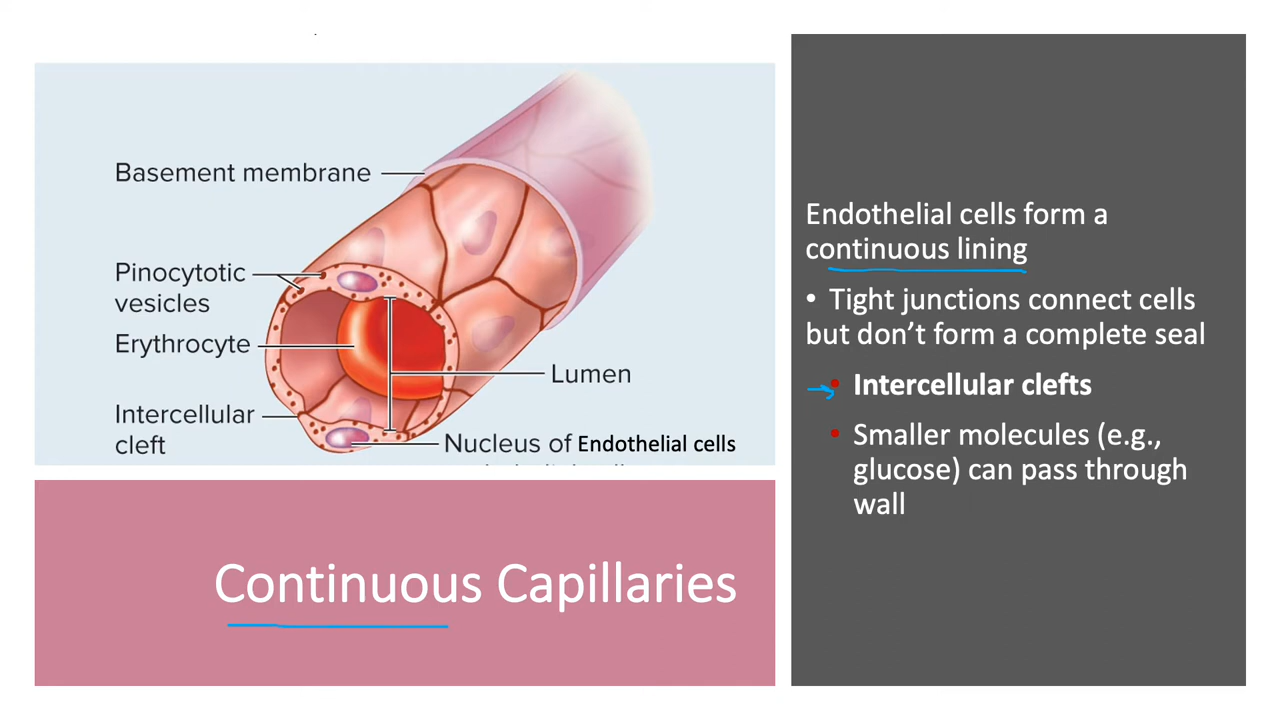 Basement membrane
Pinocytotic
vesicles
Erythrocyte
Lumen
Intercellular
cleft
Nucleus of Endothelial cells
Continuous Capillaries
Endothelial cells form a
continuous lining
• Tight junctions connect cells
but don’t form a complete seal
• Intercellular clefts
• Smaller molecules (e.g.,
glucose) can pass through
wall